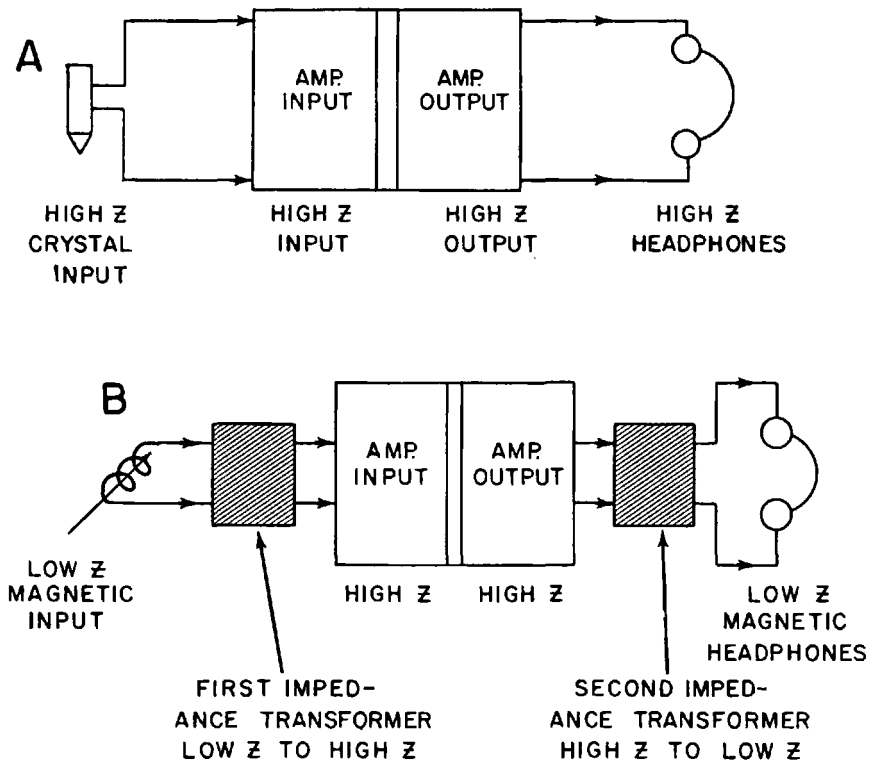 A
AMP. INPUT
AMP. OUTPUT
HIGH Z CRYSTAL INPUT
HIGH Z INPUT
HIGH Z OUTPUT
HIGH Z HEADPHONES
B
AMP. INPUT
AMP. OUTPUT
LOW Z MAGNETIC INPUT
HIGH Z
HIGH Z
LOW Z MAGNETIC HEADPHONES
FIRST IMPED-
ANCE TRANSFORMER
LOW Z TO HIGH Z
SECOND IMPED-
ANCE TRANSFORMER
HIGH Z TO LOW Z